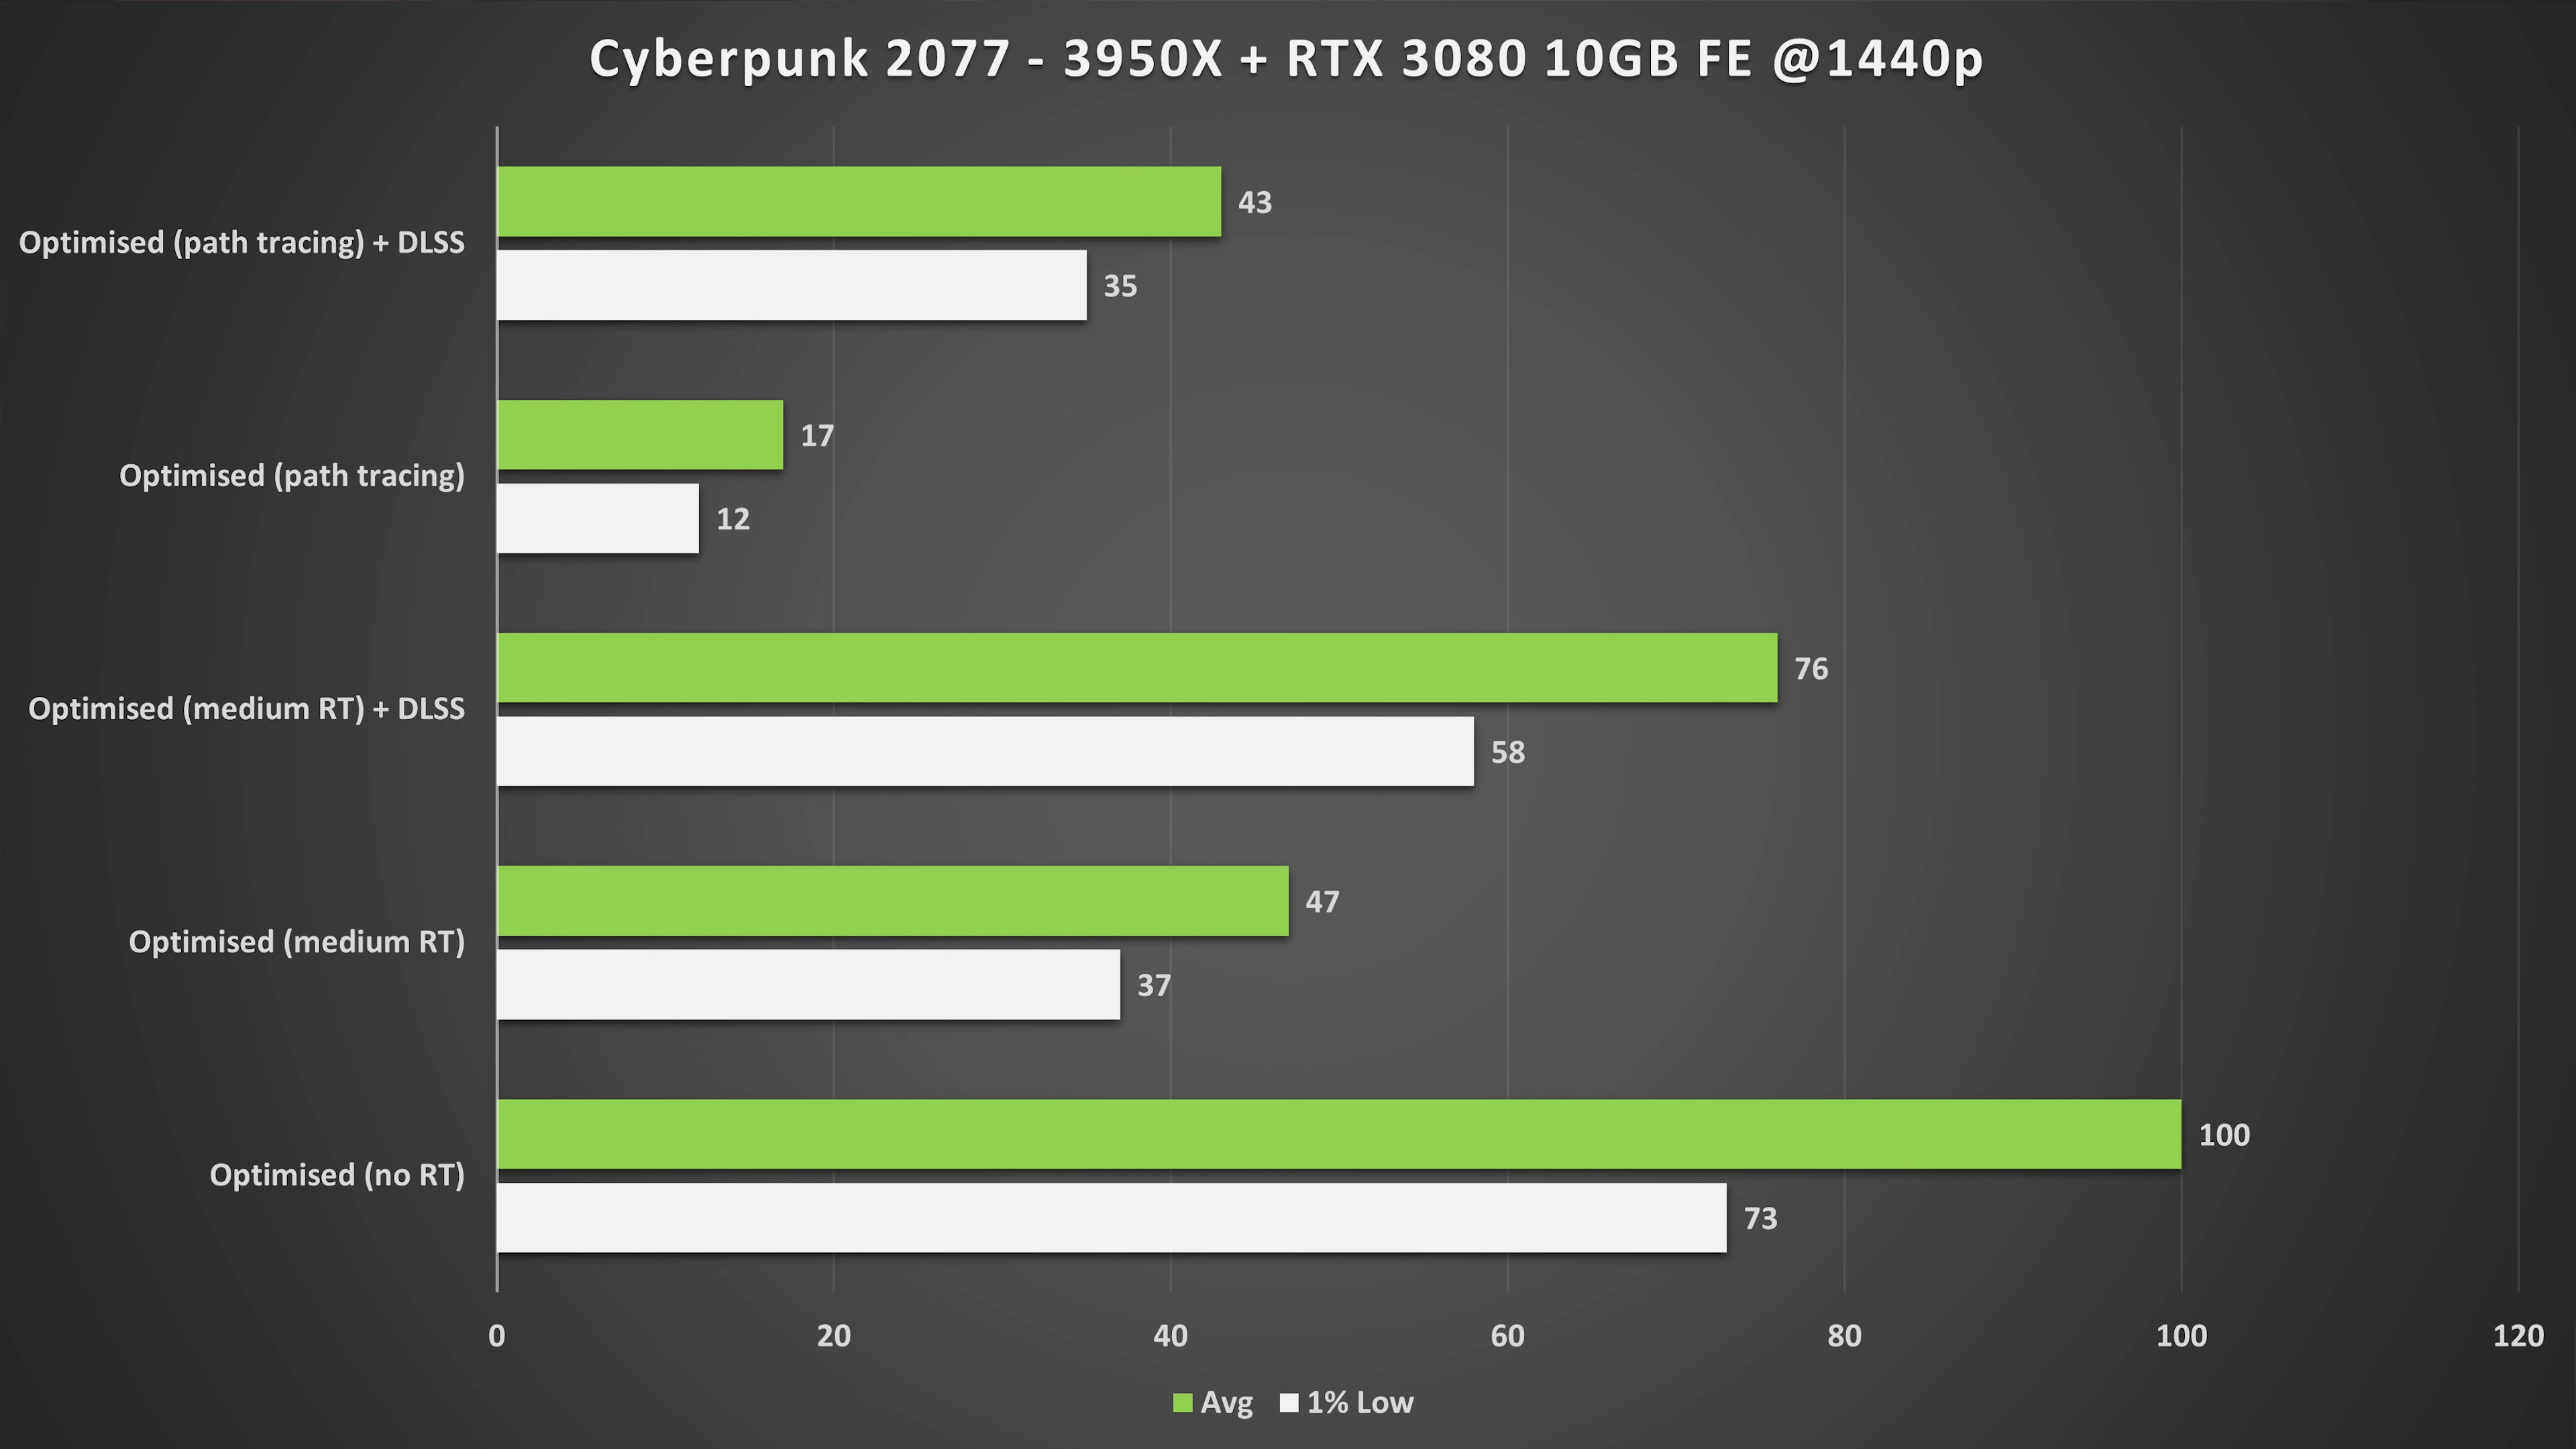 Cyberpunk 2077 - 3950X + RTX 3080 10GB FE @1440p
Optimised (path tracing) + DLSS
43
35
Optimised (path tracing)
17
12
Optimised (medium RT) + DLSS
76
58
Optimised (medium RT)
47
37
Optimised (no RT)
100
73
0 20 40 60 80 100 120
Avg 1% Low